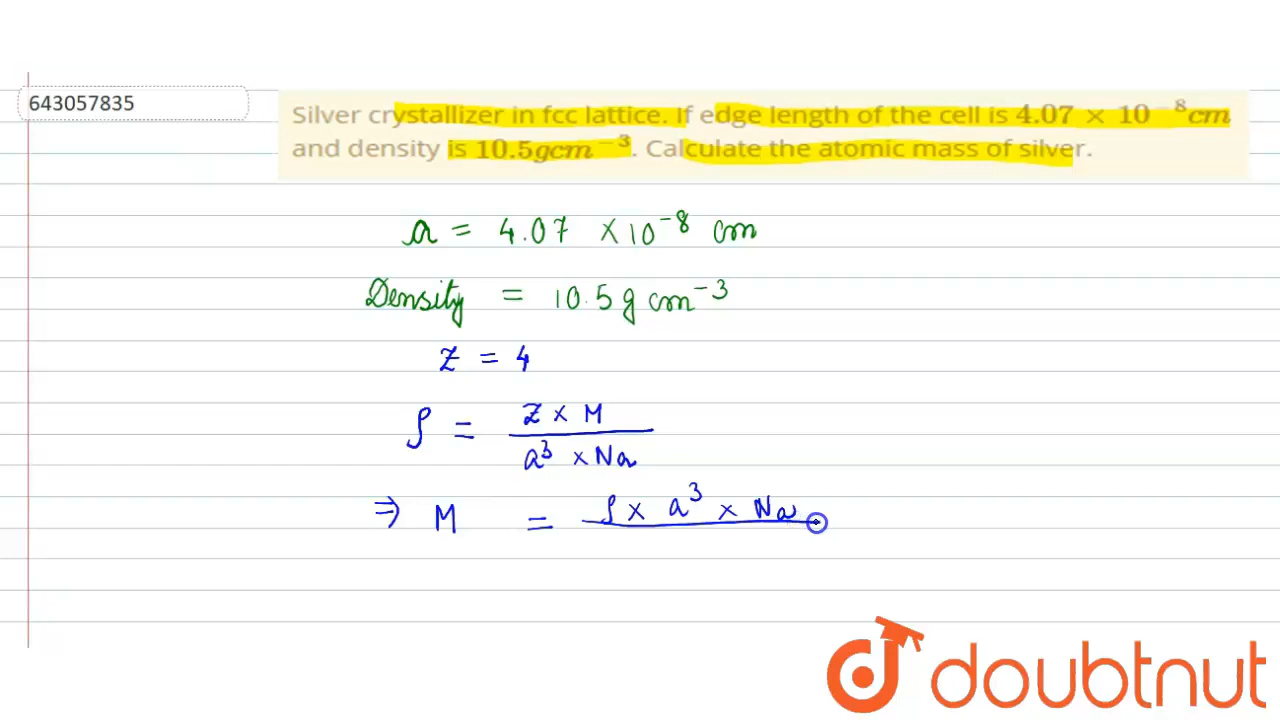 643057835
Silver crystallizer in fcc lattice. If edge length of the cell is 4.07 × 10⁻⁸cm
and density is 10.5gcm⁻³. Calculate the atomic mass of silver.
a = 4.07 × 10⁻⁸ cm
Density = 10.5 g cm⁻³
Z = 4
ρ = Z × M / a³ × Na
⇒ M = ρ × a³ × Na
doubtnut